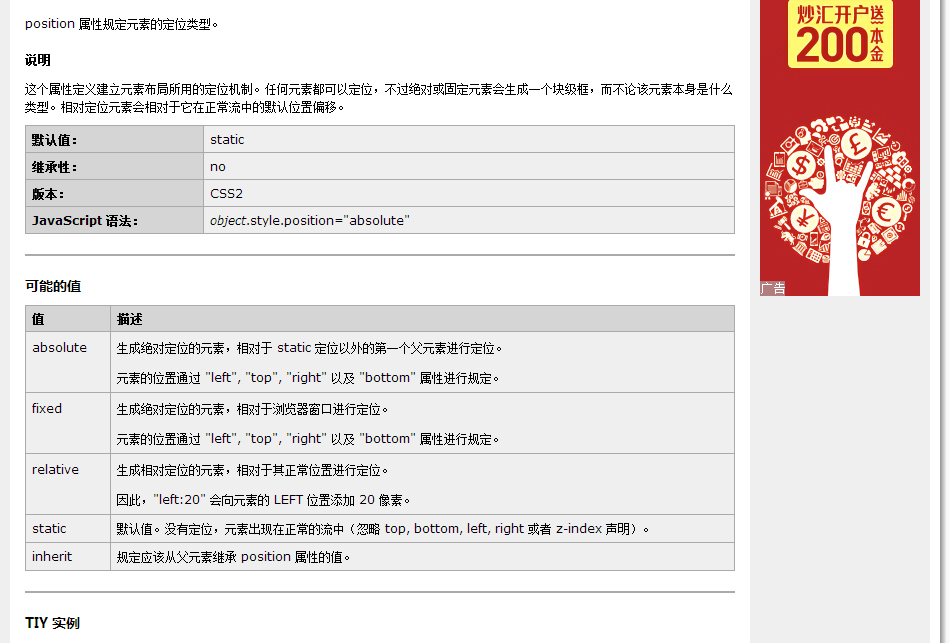 position 属性规定元素的定位类型。
说明
这个属性定义建立元素布局所用的定位机制。任何元素都可以定位，不过绝对或固定元素会生成一个块级框，而不论该元素本身是什么
类型。相对定位元素会相对于它在正常流中的默认位置偏移。
默认值： static
继承性： no
版本： CSS2
JavaScript 语法： object.style.position="absolute"
可能的值
值 描述
absolute 生成绝对定位的元素，相对于 static 定位以外的第一个父元素进行定位。
元素的位置通过 "left", "top", "right" 以及 "bottom" 属性进行规定。
fixed 生成绝对定位的元素，相对于浏览器窗口进行定位。
元素的位置通过 "left", "top", "right" 以及 "bottom" 属性进行规定。
relative 生成相对定位的元素，相对于其正常位置进行定位。
因此，"left:20" 会向元素的 LEFT 位置添加 20 像素。
static 默认值。没有定位，元素出现在正常的流中（忽略 top, bottom, left, right 或者 z-index 声明）。
inherit 规定应该从父元素继承 position 属性的值。
TIY 实例
炒汇开户送
200本金
$
£
¥
€
广告